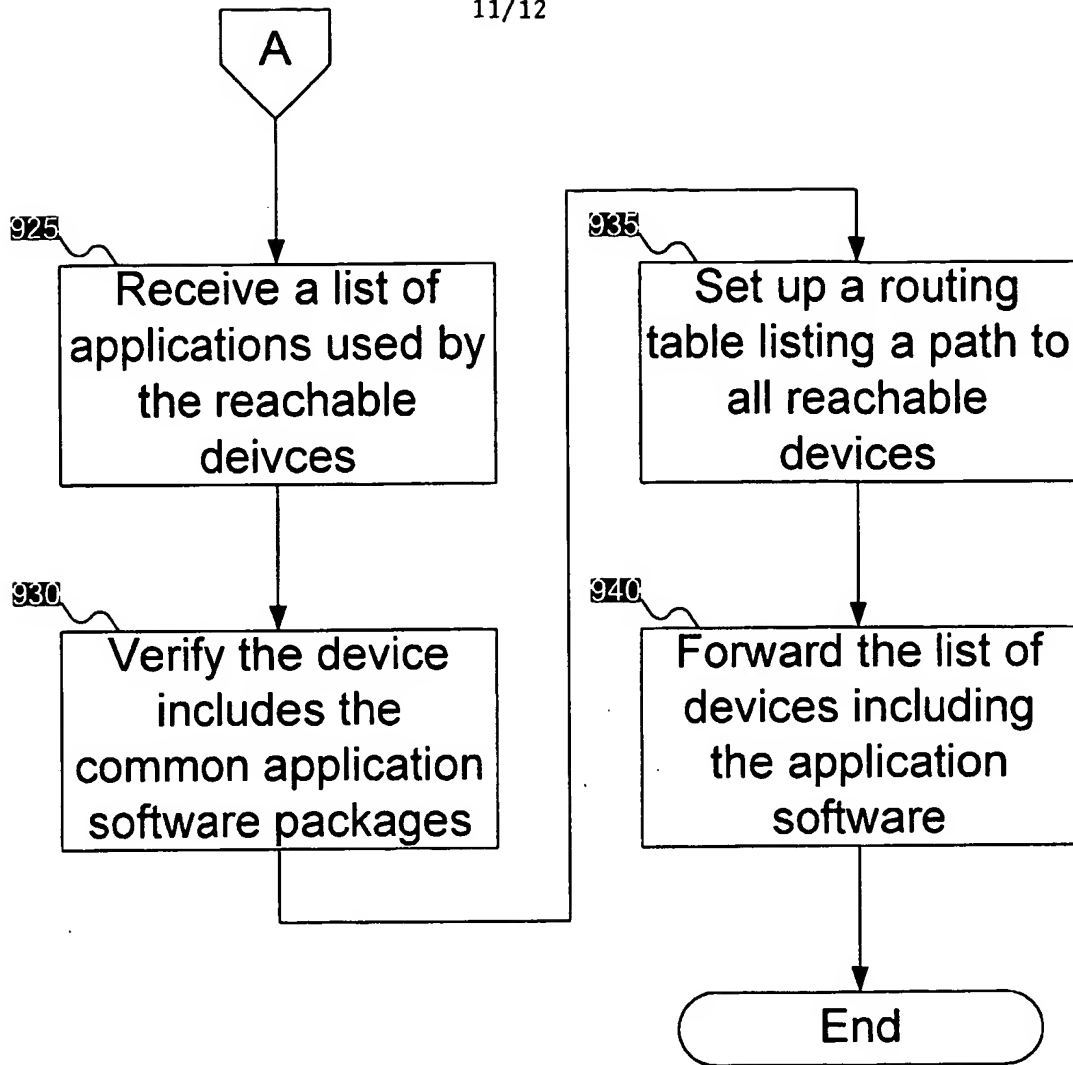 11/12
A
925
Receive a list of
applications used by
the reachable
deivces
930
Verify the device
includes the
common application
software packages
935
Set up a routing
table listing a path to
all reachable
devices
940
Forward the list of
devices including
the application
software
End